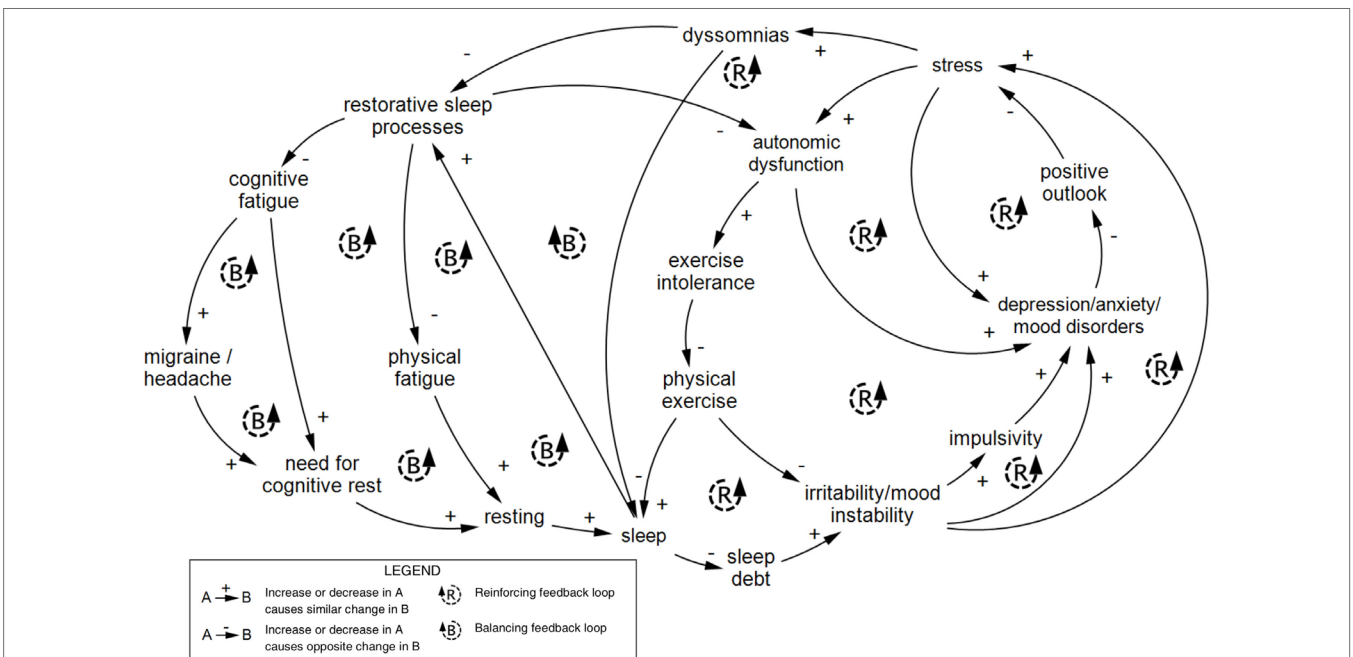 dyssomnias
stress
restorative sleep
processes
autonomic
dysfunction
positive
outlook
cognitive
fatigue
exercise
intolerance
depression/anxiety/
mood disorders
migraine /
headache
physical
fatigue
physical
exercise
impulsivity
need for
cognitive rest
irritability/mood
instability
resting
sleep
sleep
debt
- + + - + - + - - + + R R R R R R R R
- + - + + - + + + + + - + + - + - +
B B B B B B B
LEGEND
A + B Increase or decrease in A
causes similar change in B
R Reinforcing feedback loop
A - B Increase or decrease in A
causes opposite change in B
B Balancing feedback loop